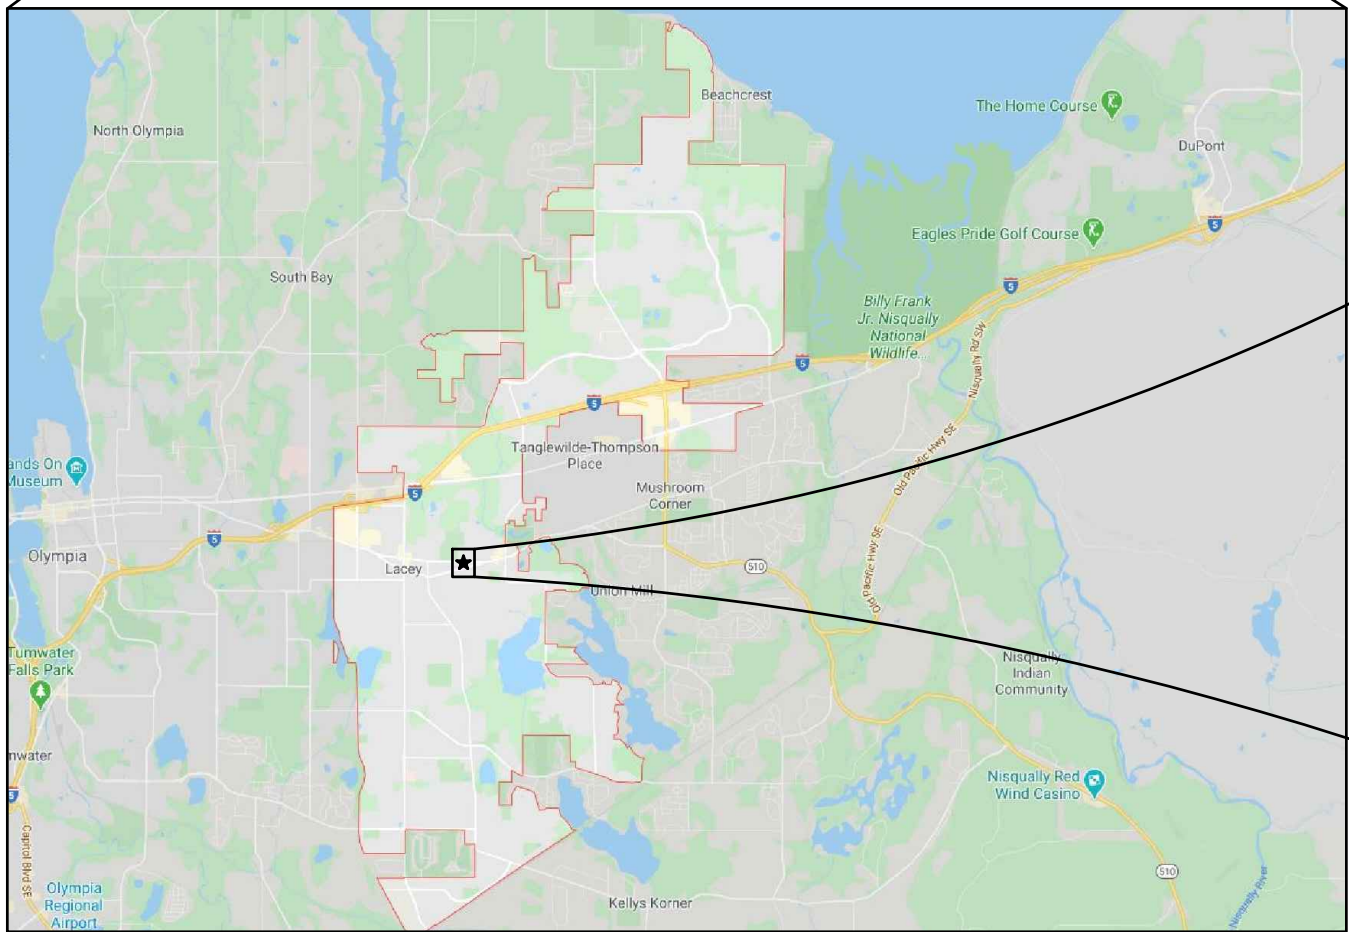 Beachcrest
The Home Course
North Olympia
DuPont
5
Eagles Pride Golf Course
South Bay
5
Billy Frank
Jr. Nisqually
National
Wildlife...
Nisqually Rd SW
5
5
Tanglewilde-Thompson
Place
Old Pacific Hwy SE
ands On
Museum
5
Mushroom
Corner
5
Olympia
Lacey
510
Old Pacific Hwy SE
Union Mill
Tumwater
Falls Park
Nisqually
Indian
Community
mwater
Nisqually Red
Wind Casino
5
Capitol Blvd SE
510
Olympia
Regional
Airport
Kellys Korner
Nisqually River